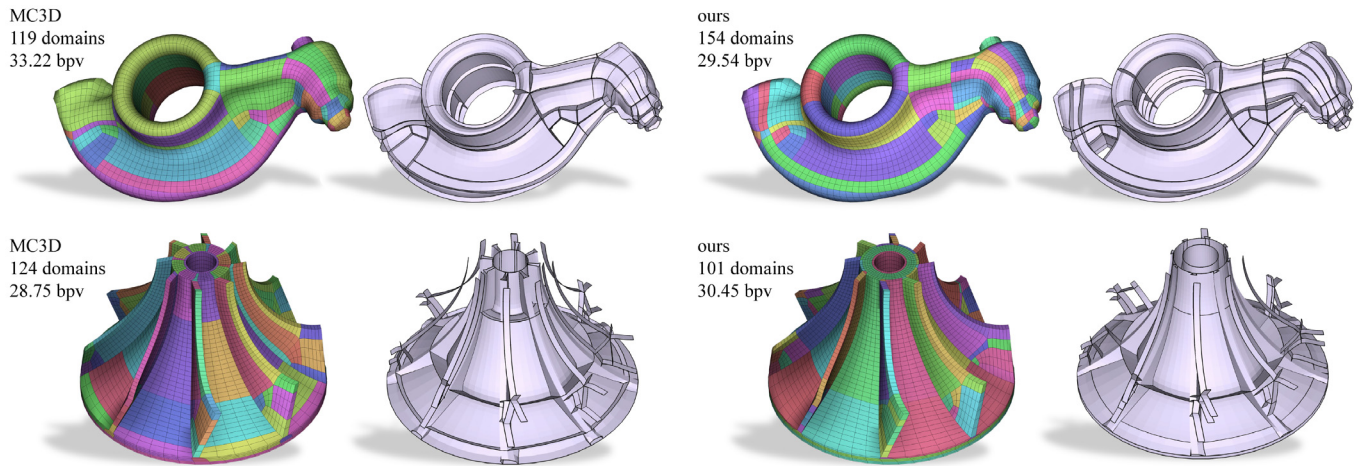 MC3D
119 domains
33.22 bpv
ours
154 domains
29.54 bpv
MC3D
124 domains
28.75 bpv
ours
101 domains
30.45 bpv